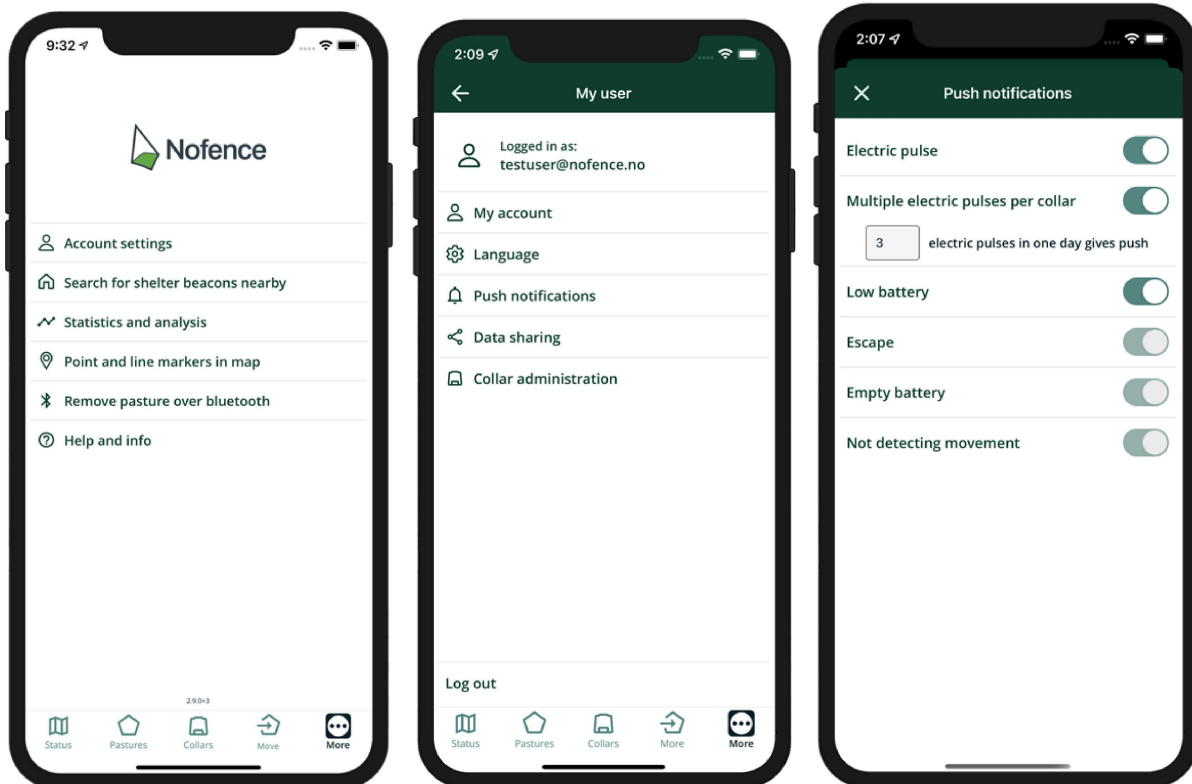 9:32
Nofence
Account settings
Search for shelter beacons nearby
Statistics and analysis
Point and line markers in map
Remove pasture over bluetooth
Help and info
2.9.0+3
Status
Pastures
Collars
Move
More
2:09
My user
Logged in as:
testuser@nofence.no
My account
Language
Push notifications
Data sharing
Collar administration
Log out
Status
Pastures
Collars
More
More
2:07
Push notifications
Electric pulse
Multiple electric pulses per collar
3 electric pulses in one day gives push
Low battery
Escape
Empty battery
Not detecting movement